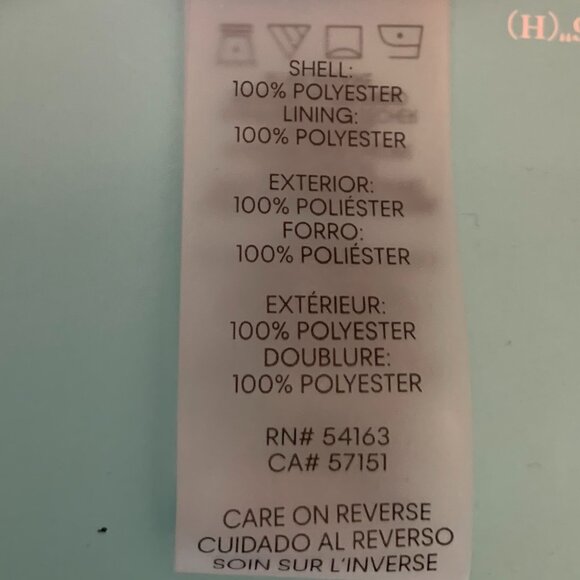 (H)
SHELL:
100% POLYESTER
LINING:
100% POLYESTER
EXTERIOR:
100% POLIÉSTER
FORRO:
100% POLIÉSTER
EXTÉRIEUR:
100% POLYESTER
DOUBLURE:
100% POLYESTER
RN# 54163
CA# 57151
CARE ON REVERSE
CUIDADO AL REVERSO
SOIN SUR L'INVERSE